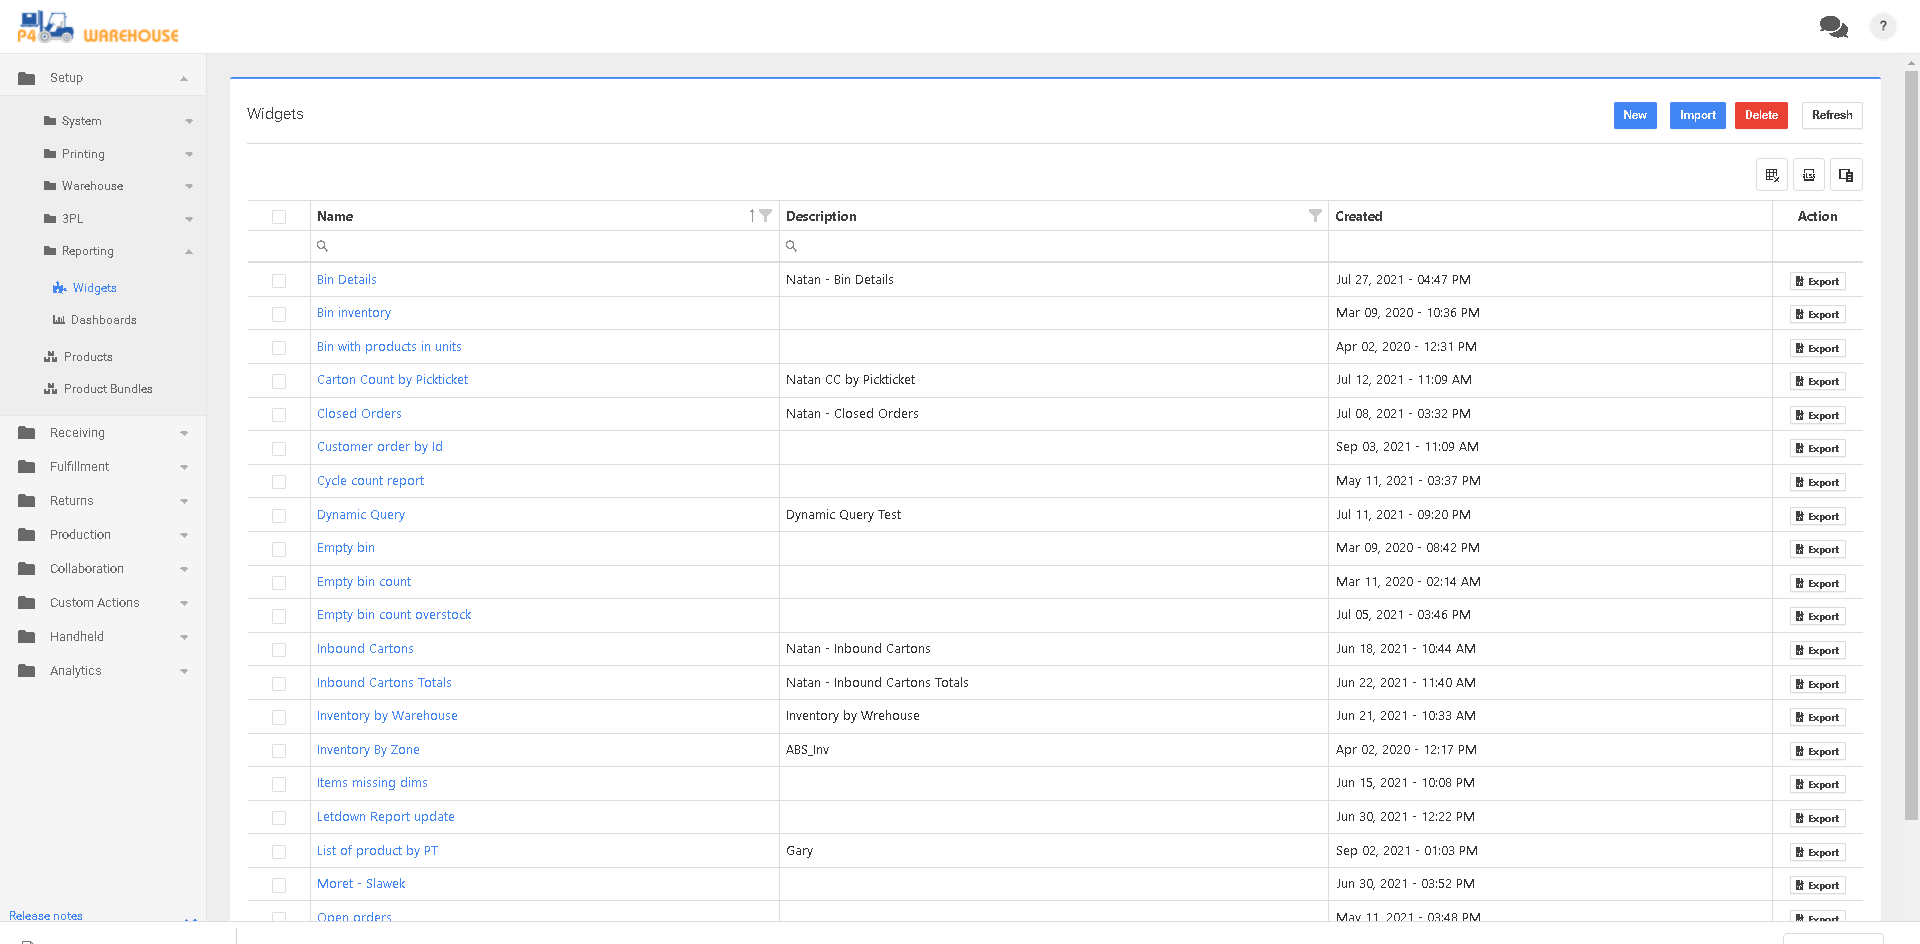 P4 WAREHOUSE
?
Setup
System
Printing
Warehouse
3PL
Reporting
Widgets
Dashboards
Products
Product Bundles
Receiving
Fulfillment
Returns
Production
Collaboration
Custom Actions
Handheld
Analytics
Release notes
Widgets
New Import Delete Refresh
Name Description Created Action
Bin Details Natan - Bin Details Jul 27, 2021 - 04:47 PM Export
Bin inventory Mar 09, 2020 - 10:36 PM Export
Bin with products in units Apr 02, 2020 - 12:31 PM Export
Carton Count by Pickticket Natan CC by Pickticket Jul 12, 2021 - 11:09 AM Export
Closed Orders Natan - Closed Orders Jul 08, 2021 - 03:32 PM Export
Customer order by Id Sep 03, 2021 - 11:09 AM Export
Cycle count report May 11, 2021 - 03:37 PM Export
Dynamic Query Dynamic Query Test Jul 11, 2021 - 09:20 PM Export
Empty bin Mar 09, 2020 - 08:42 PM Export
Empty bin count Mar 11, 2020 - 02:14 AM Export
Empty bin count overstock Jul 05, 2021 - 03:46 PM Export
Inbound Cartons Natan - Inbound Cartons Jun 18, 2021 - 10:44 AM Export
Inbound Cartons Totals Natan - Inbound Cartons Totals Jun 22, 2021 - 11:40 AM Export
Inventory by Warehouse Inventory by Wrehouse Jun 21, 2021 - 10:33 AM Export
Inventory By Zone ABS_Inv Apr 02, 2020 - 12:17 PM Export
Items missing dims Jun 15, 2021 - 10:08 PM Export
Letdown Report update Jun 30, 2021 - 12:22 PM Export
List of product by PT Gary Sep 02, 2021 - 01:03 PM Export
Moret - Slawek Jun 30, 2021 - 03:52 PM Export
Open orders May 11, 2021 - 03:48 PM Export